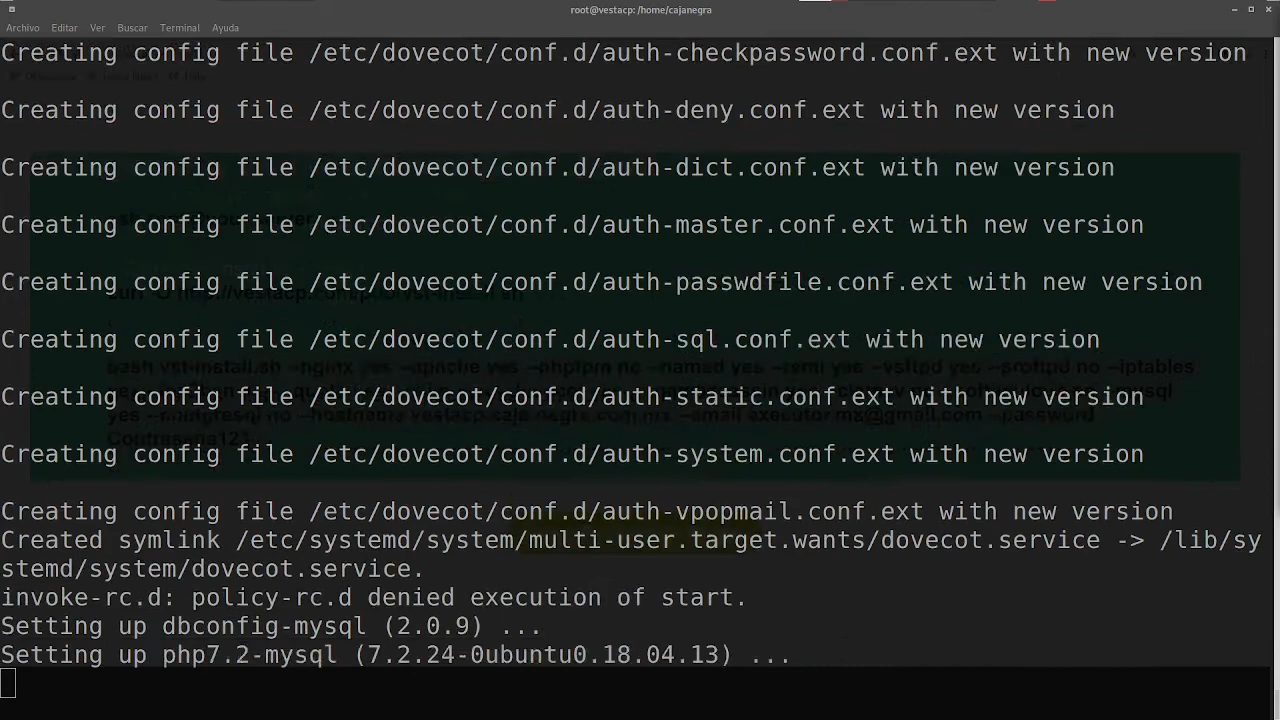 root@vestacp: /home/cajanegra
Archivo Editar Ver Buscar Terminal Ayuda
Creating config file /etc/dovecot/conf.d/auth-checkpassword.conf.ext with new version
Creating config file /etc/dovecot/conf.d/auth-deny.conf.ext with new version
Creating config file /etc/dovecot/conf.d/auth-dict.conf.ext with new version
Creating config file /etc/dovecot/conf.d/auth-master.conf.ext with new version
Creating config file /etc/dovecot/conf.d/auth-passwdfile.conf.ext with new version
Creating config file /etc/dovecot/conf.d/auth-sql.conf.ext with new version
Creating config file /etc/dovecot/conf.d/auth-static.conf.ext with new version
Creating config file /etc/dovecot/conf.d/auth-system.conf.ext with new version
Creating config file /etc/dovecot/conf.d/auth-vpopmail.conf.ext with new version
Created symlink /etc/systemd/system/multi-user.target.wants/dovecot.service -> /lib/sy
stemd/system/dovecot.service.
invoke-rc.d: policy-rc.d denied execution of start.
Setting up dbconfig-mysql (2.0.9) ...
Setting up php7.2-mysql (7.2.24-0ubuntu0.18.04.13) ...